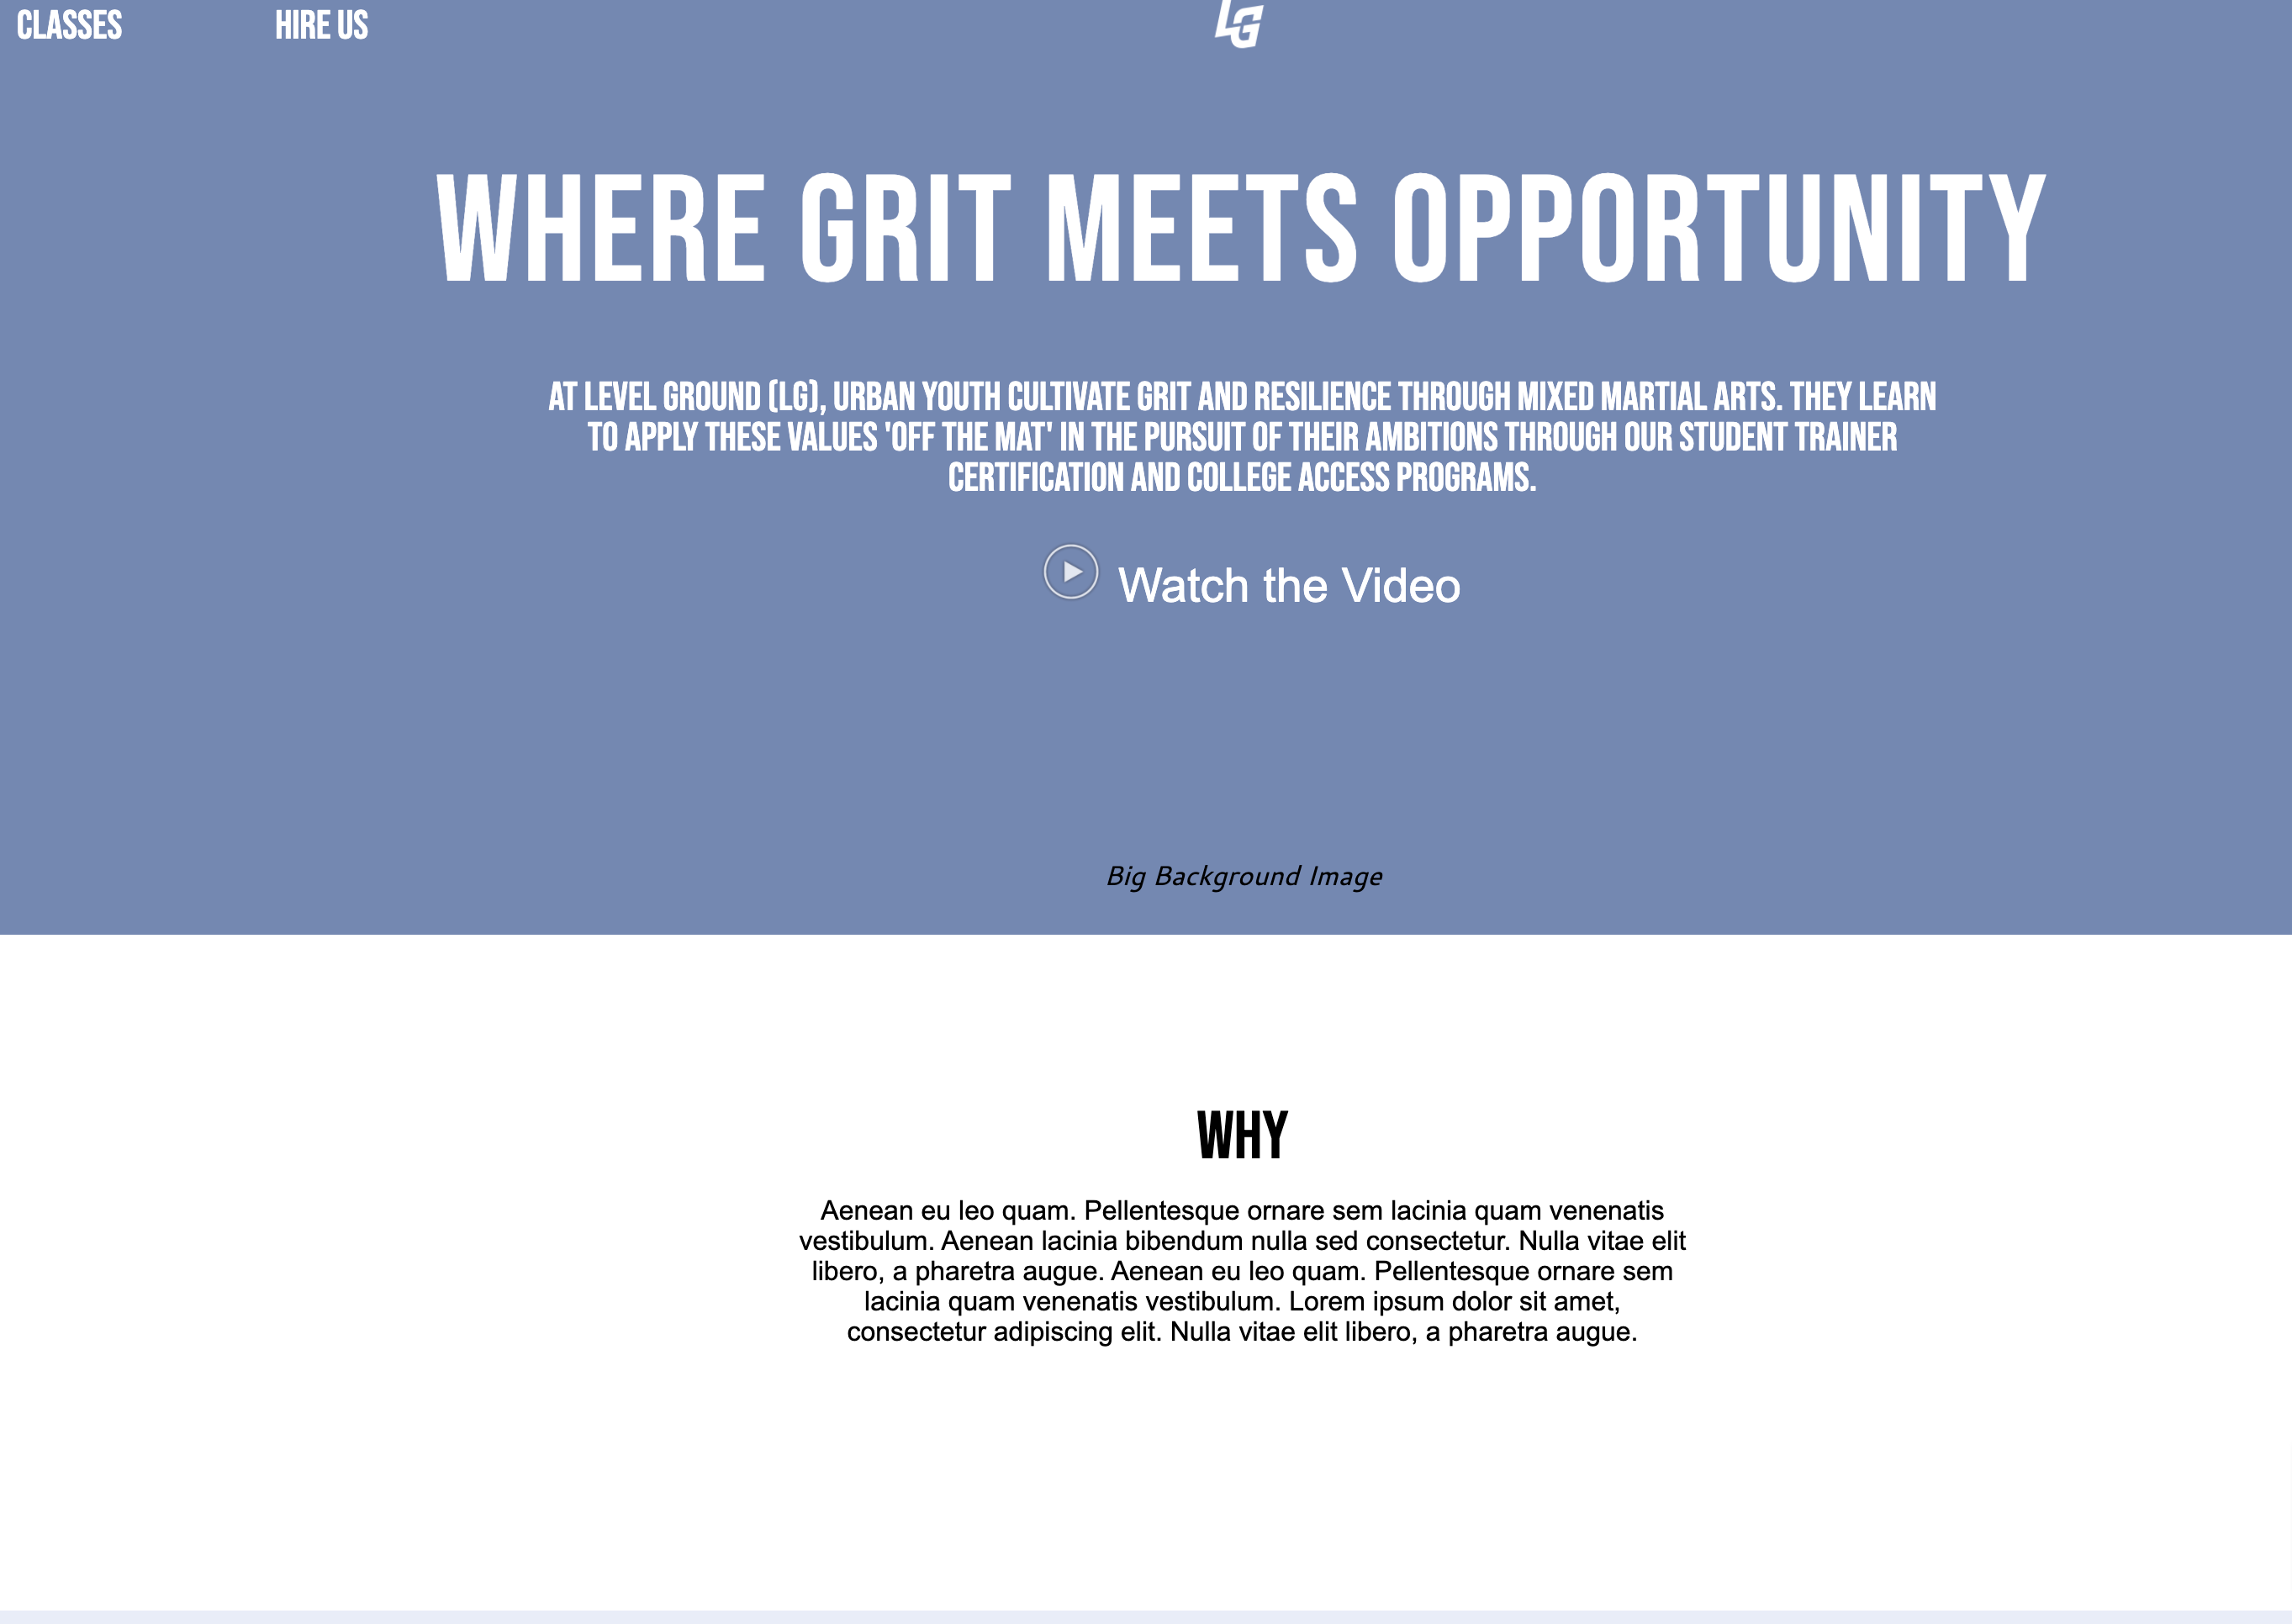 CLASSES
HIRE US
LG
WHERE GRIT MEETS OPPORTUNITY
AT LEVEL GROUND (LG), URBAN YOUTH CULTIVATE GRIT AND RESILIENCE THROUGH MIXED MARTIAL ARTS. THEY LEARN
TO APPLY THESE VALUES 'OFF THE MAT' IN THE PURSUIT OF THEIR AMBITIONS THROUGH OUR STUDENT TRAINER
CERTIFICATION AND COLLEGE ACCESS PROGRAMS.
Watch the Video
Big Background Image
WHY
Aenean eu leo quam. Pellentesque ornare sem lacinia quam venenatis
vestibulum. Aenean lacinia bibendum nulla sed consectetur. Nulla vitae elit
libero, a pharetra augue. Aenean eu leo quam. Pellentesque ornare sem
lacinia quam venenatis vestibulum. Lorem ipsum dolor sit amet,
consectetur adipiscing elit. Nulla vitae elit libero, a pharetra augue.